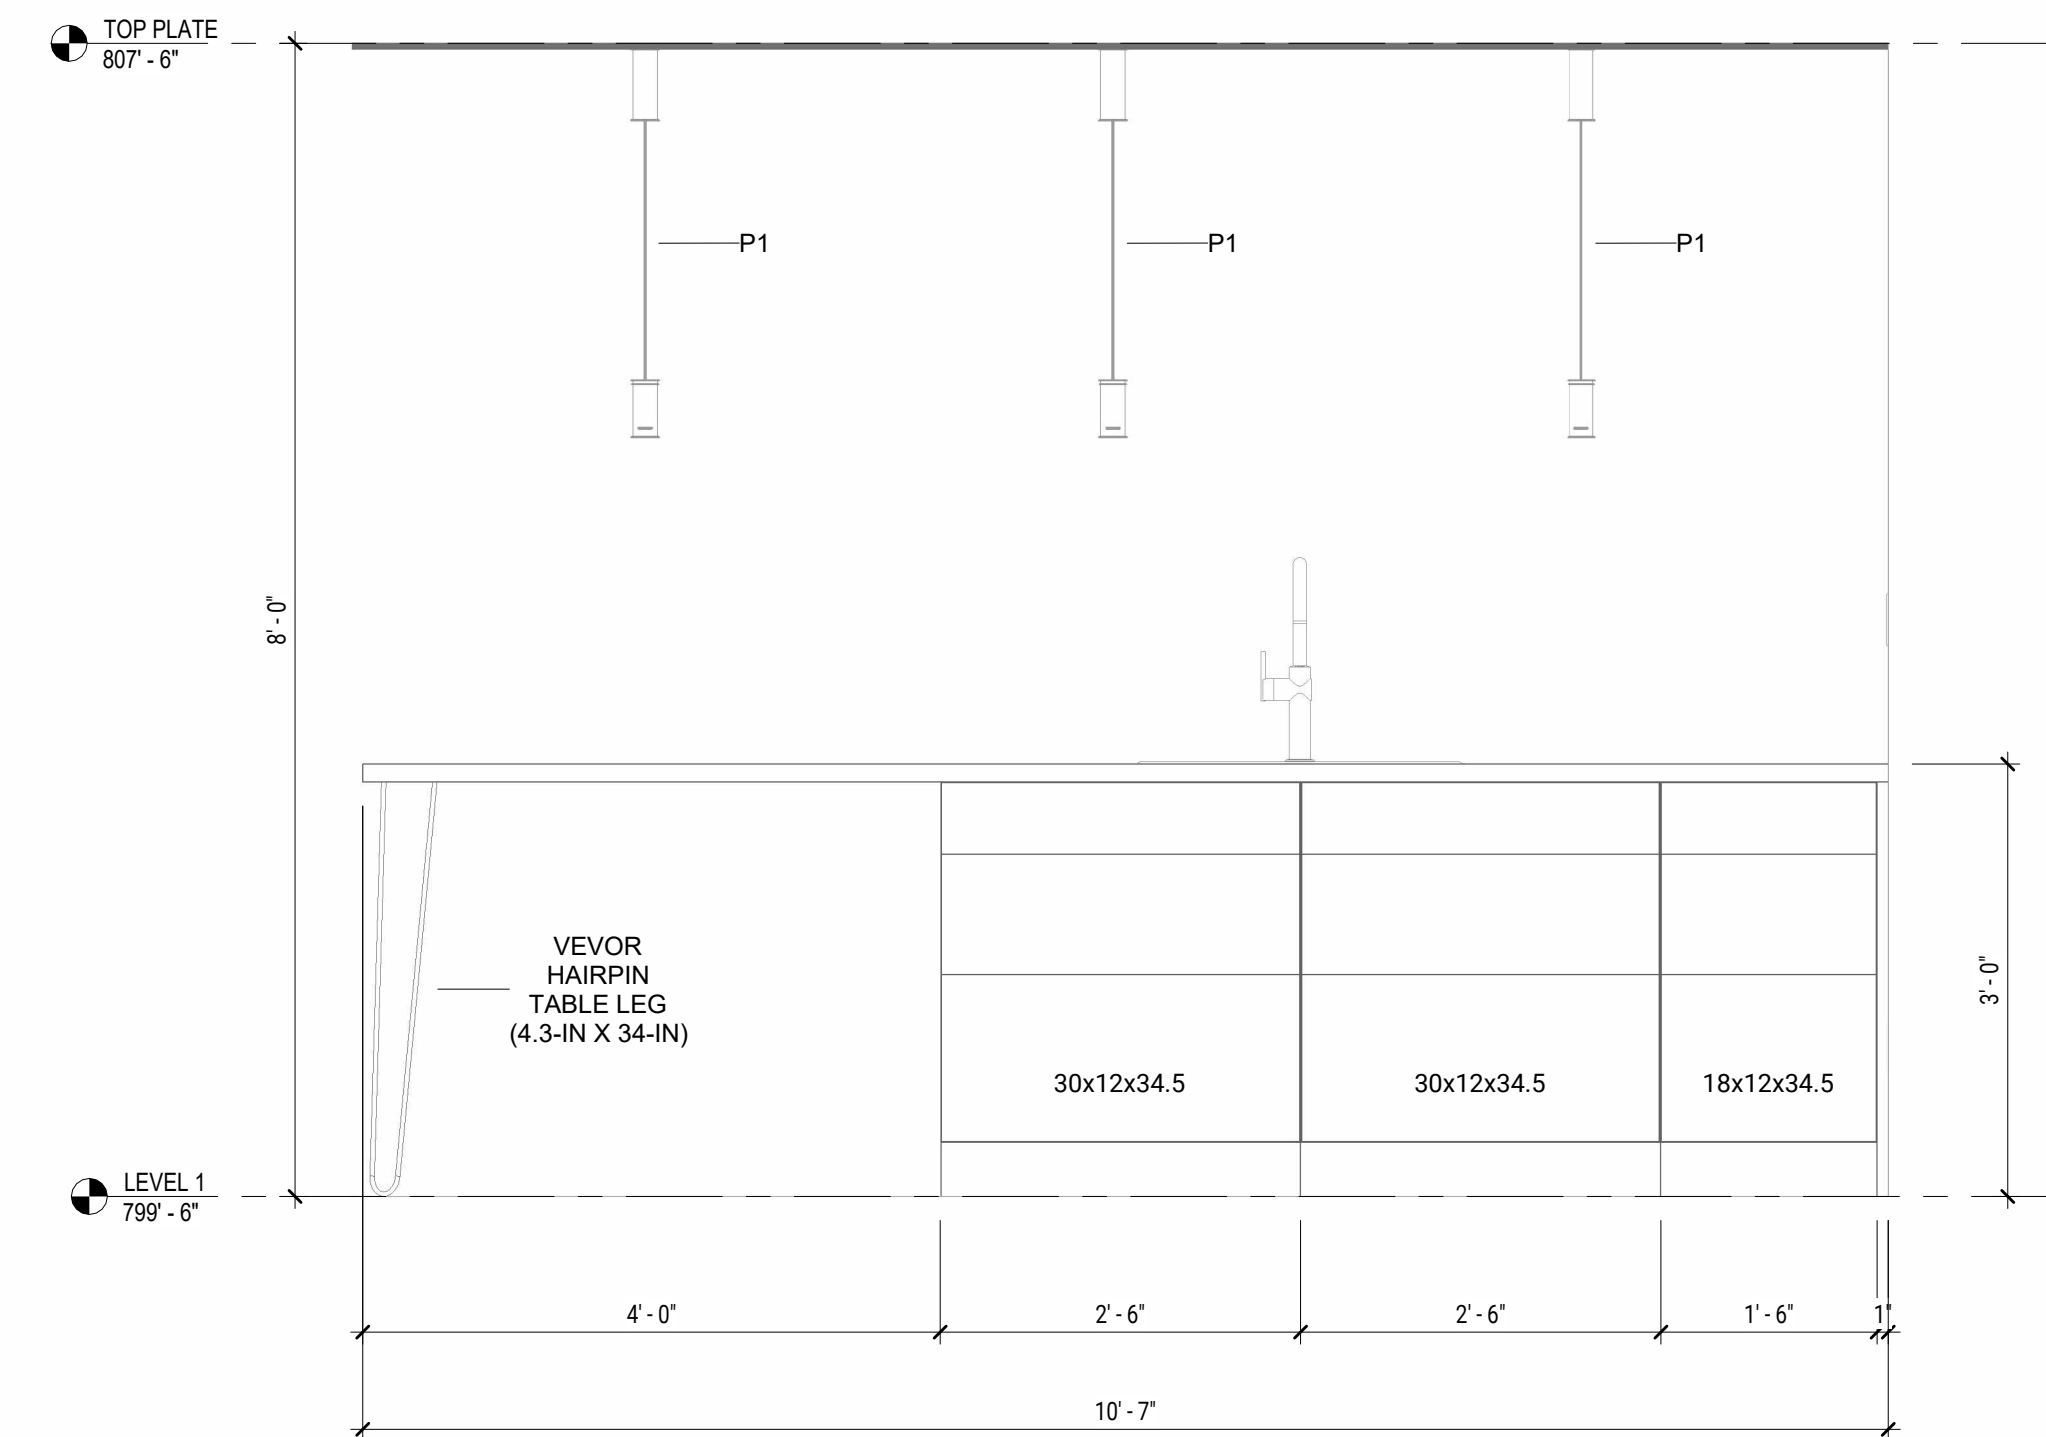 TOP PLATE
807' - 6"
P1
P1
P1
8' - 0"
VEVOR
HAIRPIN
TABLE LEG
(4.3-IN X 34-IN)
3' - 0"
30x12x34.5
30x12x34.5
18x12x34.5
LEVEL 1
799' - 6"
4' - 0"
2' - 6"
2' - 6"
1' - 6"
1"
10' - 7"